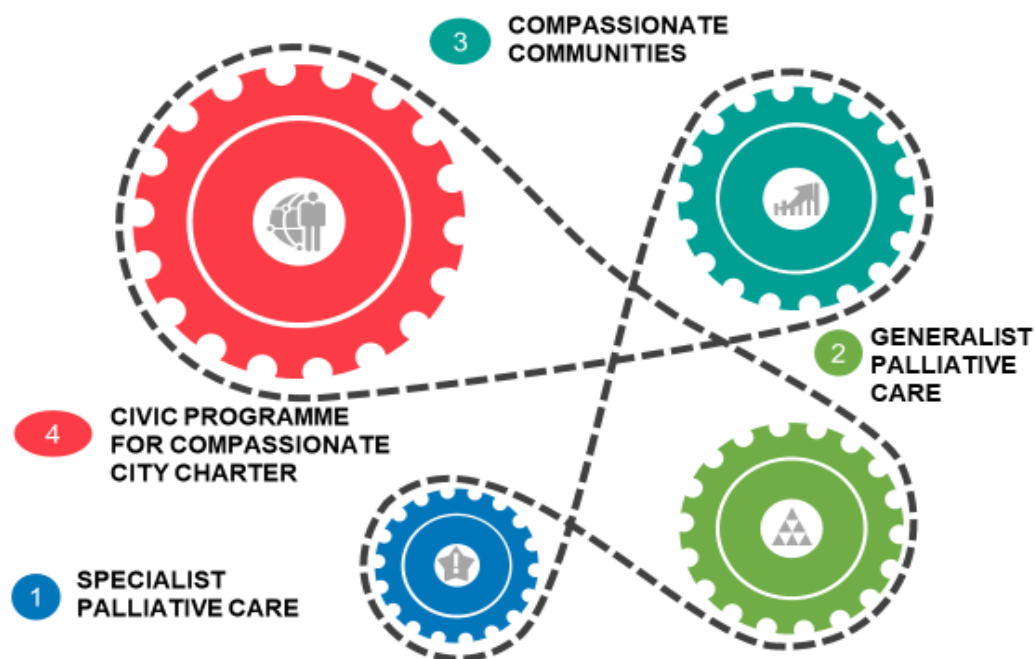 3
COMPASSIONATE
COMMUNITIES
2
GENERALIST
PALLIATIVE
CARE
4
CIVIC PROGRAMME
FOR COMPASSIONATE
CITY CHARTER
1
SPECIALIST
PALLIATIVE CARE
!